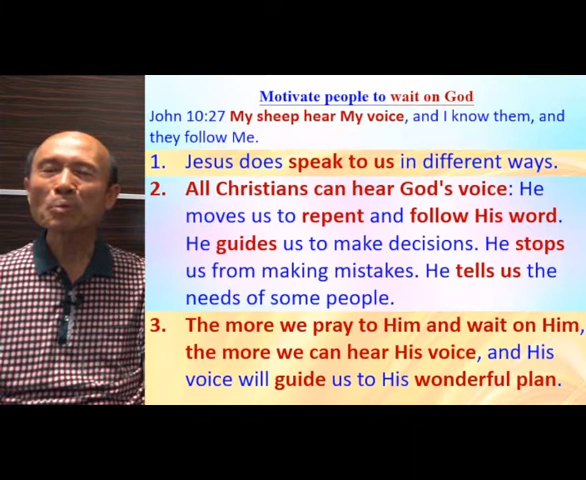 Motivate people to wait on God
John 10:27 My sheep hear My voice, and I know them, and
they follow Me.
1. Jesus does speak to us in different ways.
2. All Christians can hear God's voice: He
moves us to repent and follow His word.
He guides us to make decisions. He stops
us from making mistakes. He tells us the
needs of some people.
3. The more we pray to Him and wait on Him,
the more we can hear His voice, and His
voice will guide us to His wonderful plan.